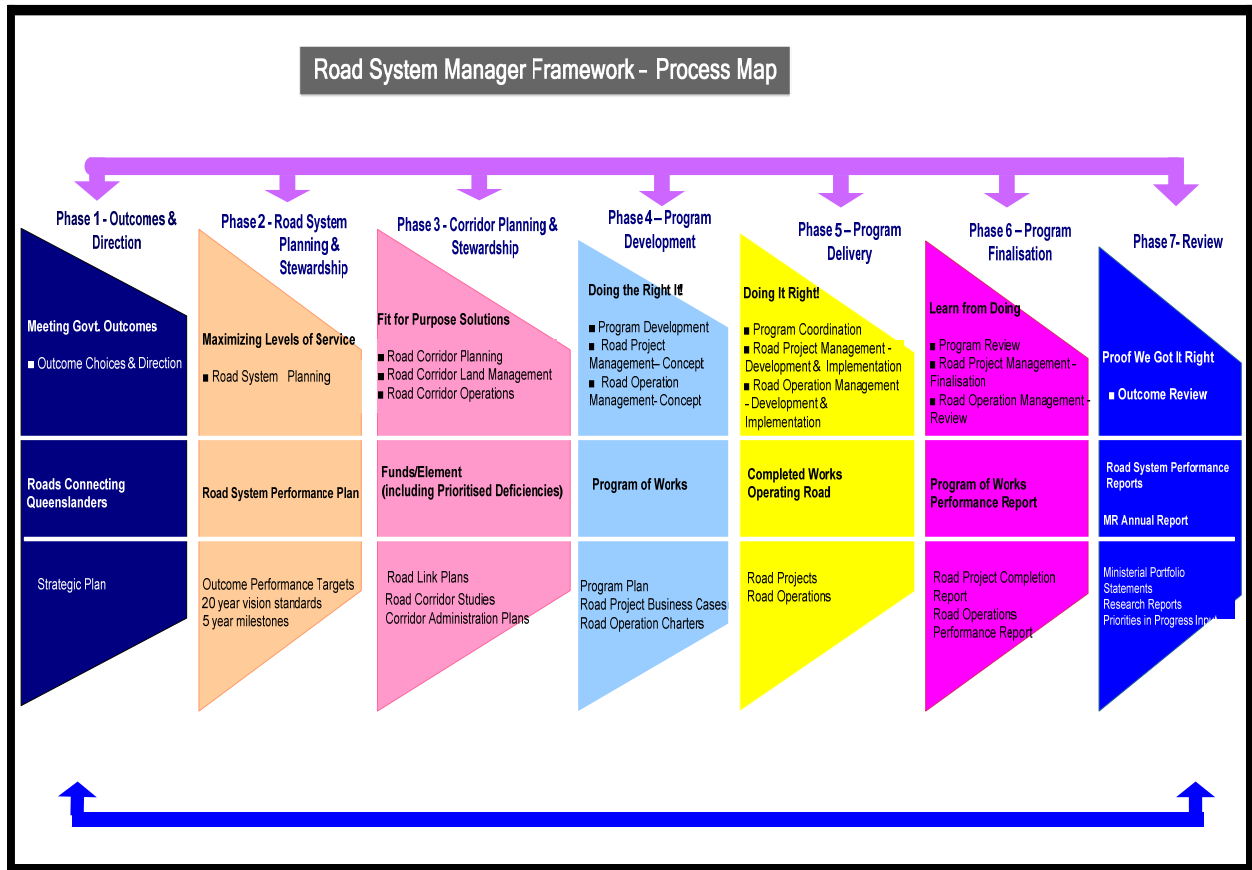 Road System Manager Framework – Process Map
Phase 1 - Outcomes &
Direction
Meeting Govt. Outcomes
■ Outcome Choices & Direction
Roads Connecting
Queenslanders
Strategic Plan
Phase 2 - Road System
Planning &
Stewardship
Maximizing Levels of Service
■ Road System Planning
Road System Performance Plan
Outcome Performance Targets
20 year vision standards
5 year milestones
Phase 3 - Corridor Planning &
Stewardship
Fit for Purpose Solutions
■ Road Corridor Planning
■ Road Corridor Land Management
■ Road Corridor Operations
Funds/Element
(including Prioritised Deficiencies)
Road Link Plans
Road Corridor Studies
Corridor Administration Plans
Phase 4 – Program
Development
Doing the Right It!
■ Program Development
■ Road Project
Management– Concept
■ Road Operation
Management- Concept
Program of Works
Program Plan
Road Project Business Cases
Road Operation Charters
Phase 5 – Program
Delivery
Doing It Right!
■ Program Coordination
■ Road Project Management -
Development & Implementation
■ Road Operation Management
- Development &
Implementation
Completed Works
Operating Road
Road Projects
Road Operations
Phase 6 – Program
Finalisation
Learn from Doing
■ Program Review
■ Road Project Management –
Finalisation
■ Road Operation Management -
Review
Program of Works
Performance Report
Road Project Completion
Report
Road Operations
Performance Report
Phase 7- Review
Proof We Got It Right
■ Outcome Review
Road System Performance
Reports
MR Annual Report
Ministerial Portfolio
Statements
Research Reports
Priorities in Progress Input